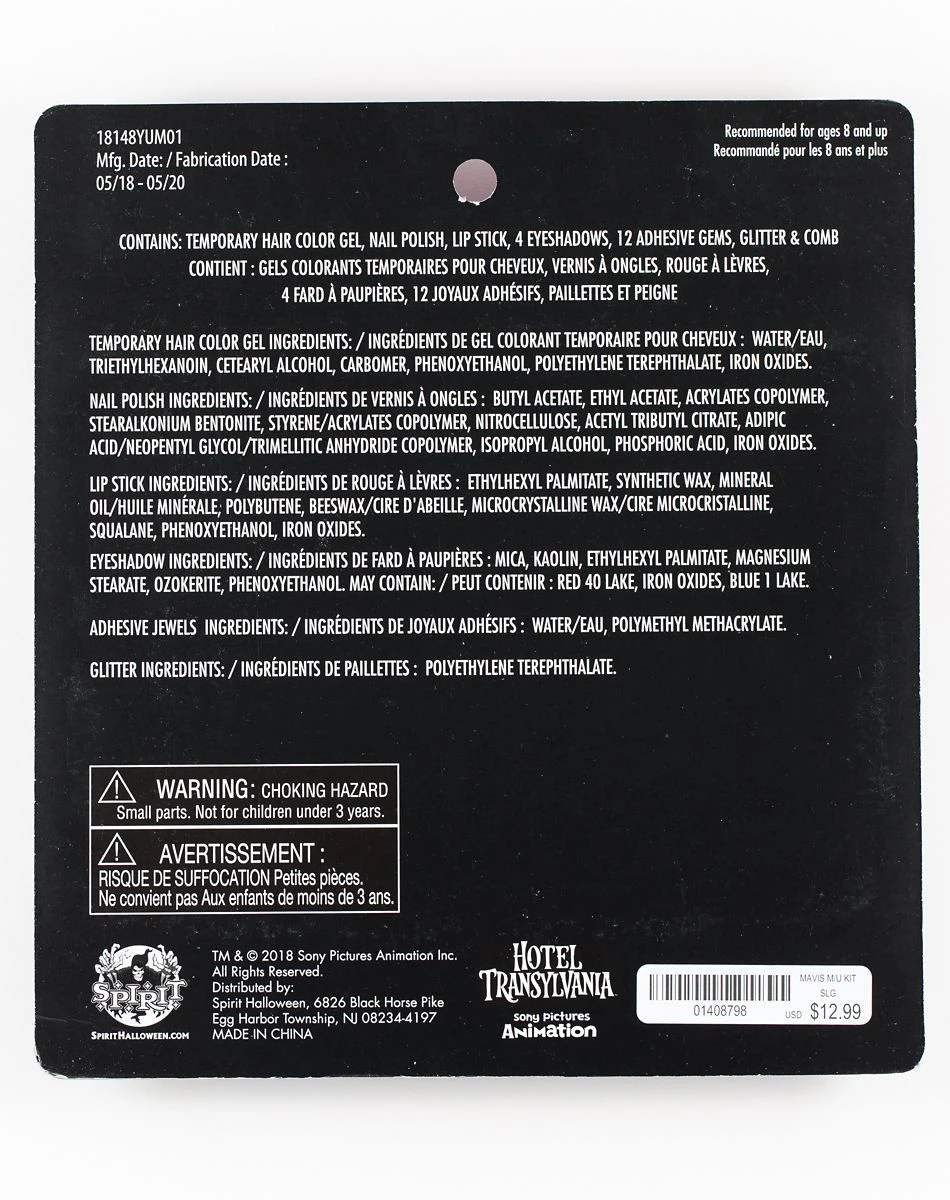 18148YUM01
Mfg. Date: / Fabrication Date :
05/18 - 05/20
Recommended for ages 8 and up
Recommandé pour les 8 ans et plus
CONTAINS: TEMPORARY HAIR COLOR GEL, NAIL POLISH, LIP STICK, 4 EYESHADOWS, 12 ADHESIVE GEMS, GLITTER & COMB
CONTIENT : GELS COLORANTS TEMPORAIRES POUR CHEVEUX, VERNIS À ONGLES, ROUGE À LÈVRES,
4 FARD À PAUPIÈRES, 12 JOYAUX ADHÉSIFS, PAILLETTES ET PEIGNE
TEMPORARY HAIR COLOR GEL INGREDIENTS: / INGRÉDIENTS DE GEL COLORANT TEMPORAIRE POUR CHEVEUX : WATER/EAU,
TRIETHYLHEXANOIN, CETEARYL ALCOHOL, CARBOMER, PHENOXYETHANOL, POLYETHYLENE TEREPHTHALATE, IRON OXIDES.
NAIL POLISH INGREDIENTS: / INGRÉDIENTS DE VERNIS À ONGLES : BUTYL ACETATE, ETHYL ACETATE, ACRYLATES COPOLYMER,
STEARALKONIUM BENTONITE, STYRENE/ACRYLATES COPOLYMER, NITROCELLULOSE, ACETYL TRIBUTYL CITRATE, ADIPIC
ACID/NEOPENTYL GLYCOL/TRIMELLITIC ANHYDRIDE COPOLYMER, ISOPROPYL ALCOHOL, PHOSPHORIC ACID, IRON OXIDES.
LIP STICK INGREDIENTS: / INGRÉDIENTS DE ROUGE À LÈVRES : ETHYLHEXYL PALMITATE, SYNTHETIC WAX, MINERAL
OIL/HUILE MINÉRALE; POLYBUTENE, BEESWAX/CIRE D'ABEILLE, MICROCRYSTALLINE WAX/CIRE MICROCRISTALLINE,
SQUALANE, PHENOXYETHANOL, IRON OXIDES.
EYESHADOW INGREDIENTS: / INGRÉDIENTS DE FARD À PAUPIÈRES : MICA, KAOLIN, ETHYLHEXYL PALMITATE, MAGNESIUM
STEARATE, OZOKERITE, PHENOXYETHANOL. MAY CONTAIN: / PEUT CONTENIR : RED 40 LAKE, IRON OXIDES, BLUE 1 LAKE.
ADHESIVE JEWELS INGREDIENTS: / INGRÉDIENTS DE JOYAUX ADHÉSIFS : WATER/EAU, POLYMETHYL METHACRYLATE.
GLITTER INGREDIENTS: / INGRÉDIENTS DE PAILLETTES : POLYETHYLENE TEREPHTHALATE.
WARNING: CHOKING HAZARD
Small parts. Not for children under 3 years.
AVERTISSEMENT :
RISQUE DE SUFFOCATION Petites pièces.
Ne convient pas Aux enfants de moins de 3 ans.
SPIRIT
SPIRITHALLOWEEN.COM
TM & © 2018 Sony Pictures Animation Inc.
All Rights Reserved.
Distributed by:
Spirit Halloween, 6826 Black Horse Pike
Egg Harbor Township, NJ 08234-4197
MADE IN CHINA
HOTEL
TRANSYLVANIA
SONY PICTURES
ANIMATION
MAVIS M/U KIT
SLG
01408798
USD $12.99